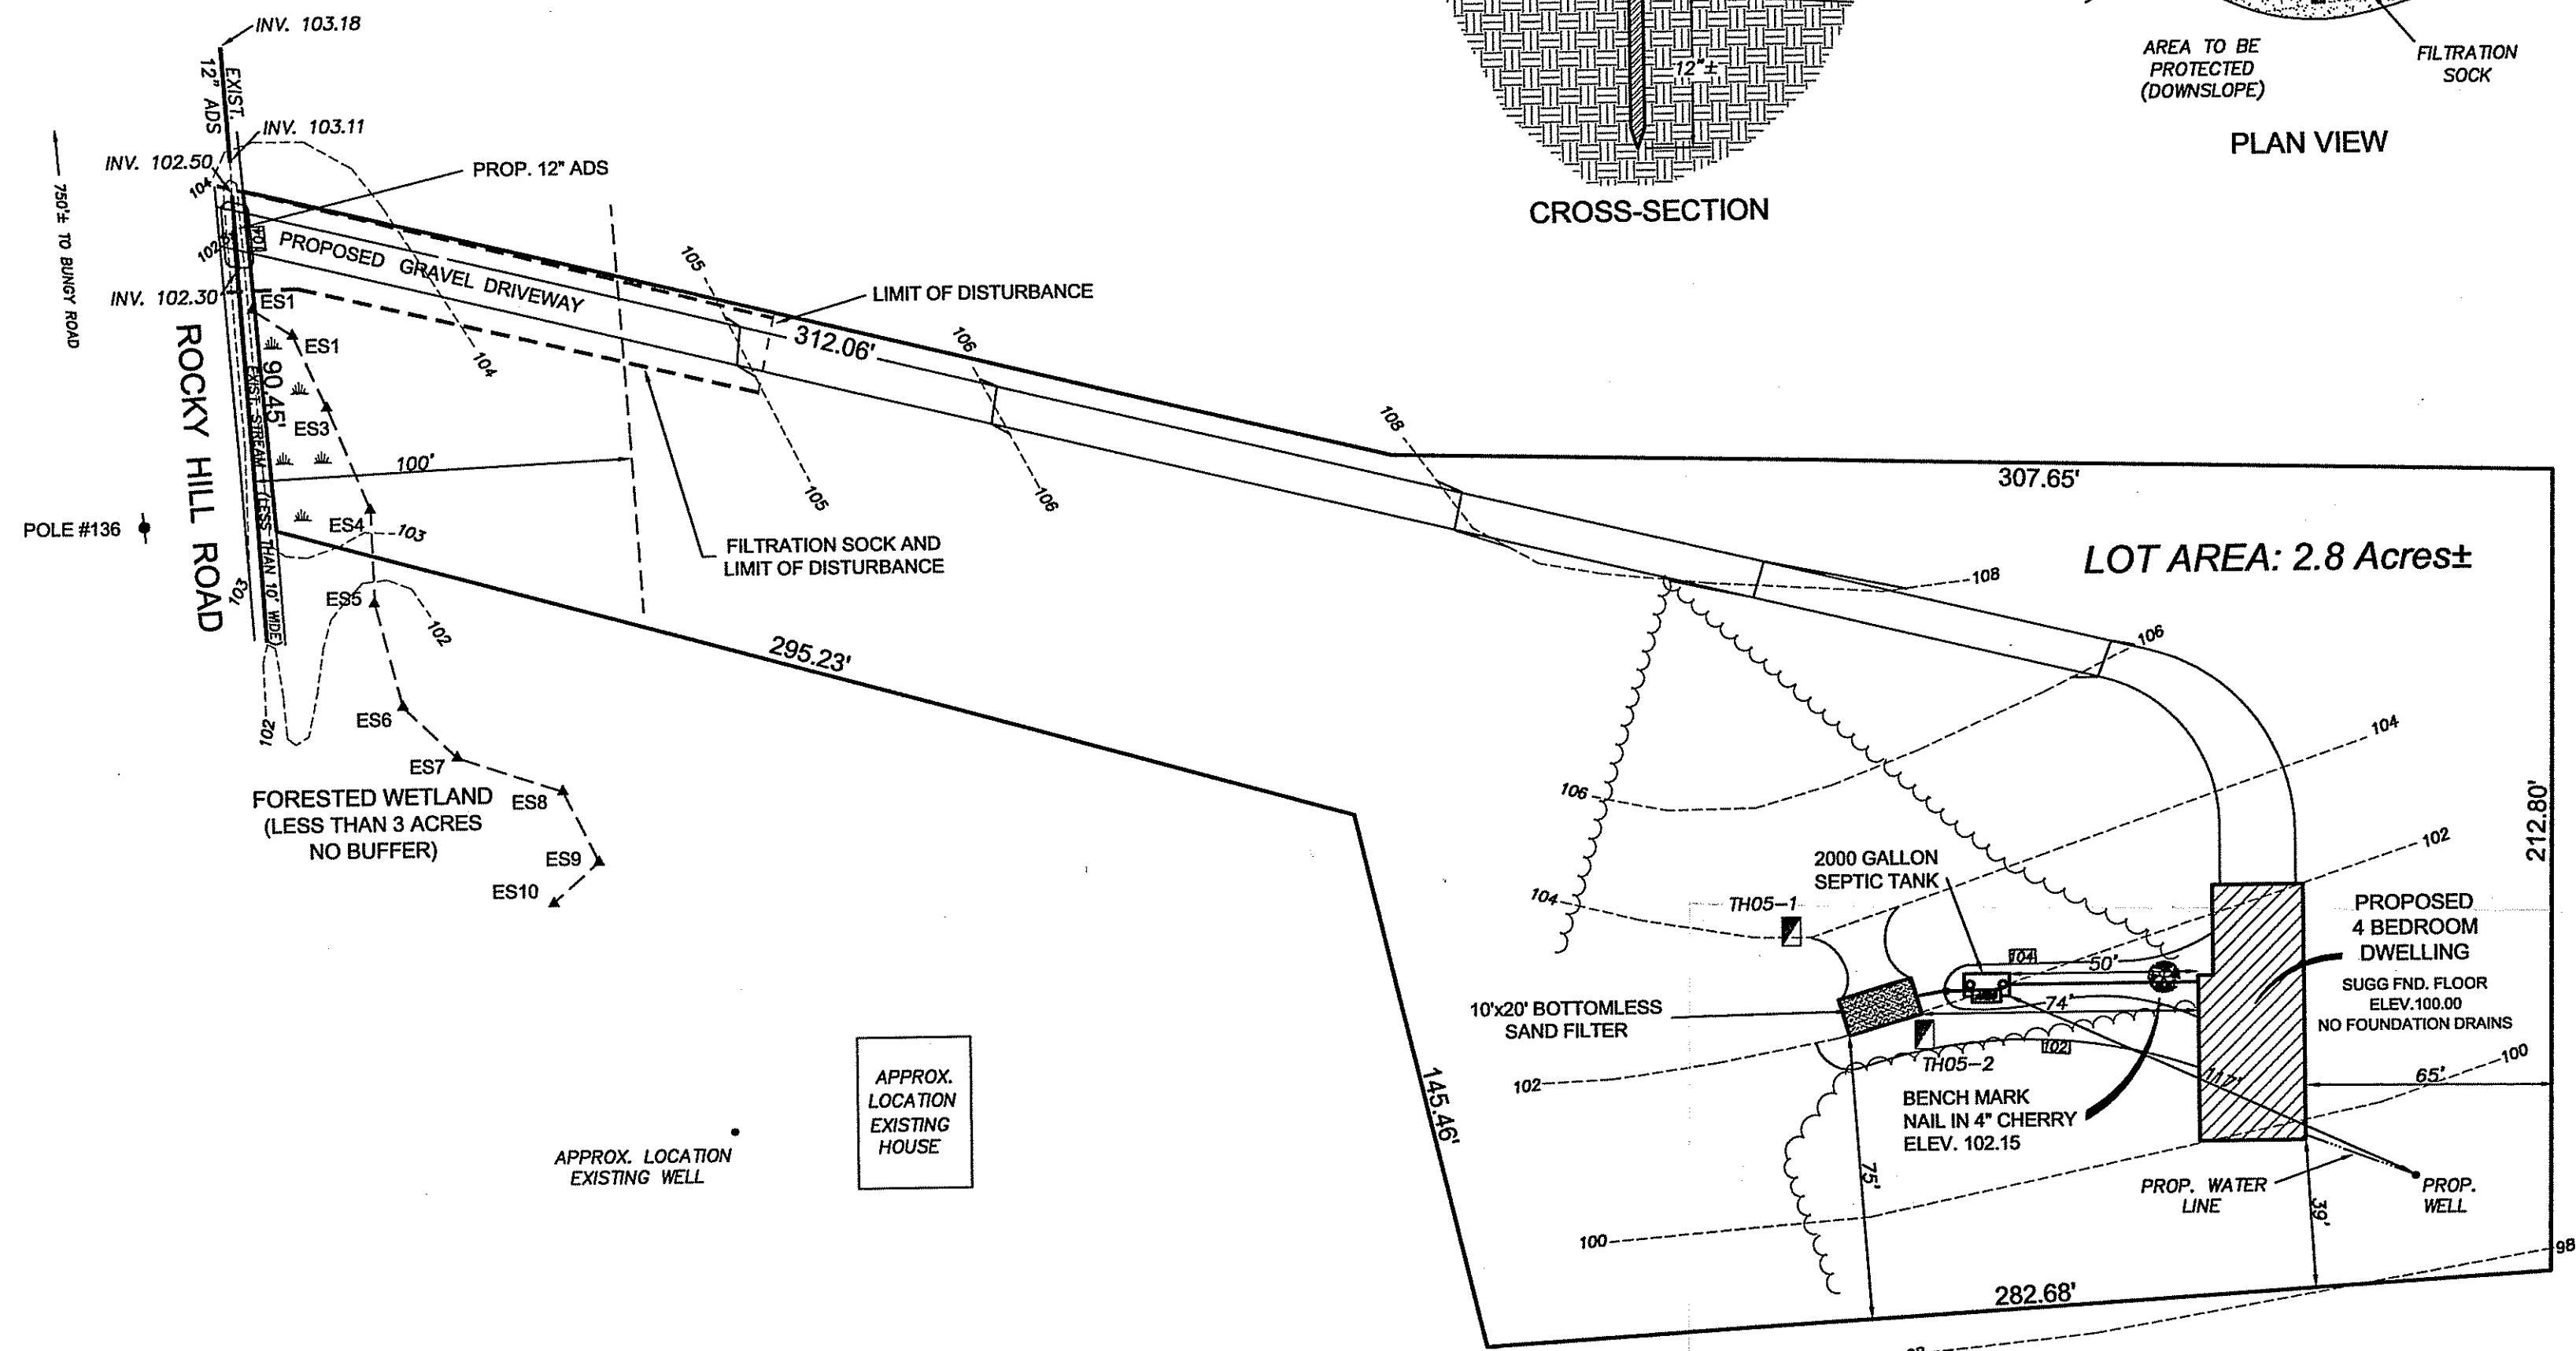 INV. 103.18
EXIST.
12" ADS
INV. 103.11
INV. 102.50
104
PROP. 12" ADS
750'± TO BUNGY ROAD
PROPOSED GRAVEL DRIVEWAY
INV. 102.30
ES1
ES1
ROCKY HILL ROAD
90.45'
EXIST. STREAM (LESS THAN 10' WIDE)
ES3
104
100'
POLE #136
ES4
103
103
ES5
102
102
ES6
ES7
ES8
ES9
ES10
FORESTED WETLAND
(LESS THAN 3 ACRES
NO BUFFER)
105
LIMIT OF DISTURBANCE
312.06'
106
105
106
FILTRATION SOCK AND
LIMIT OF DISTURBANCE
295.23'
12"±
CROSS-SECTION
AREA TO BE
PROTECTED
(DOWNSLOPE)
FILTRATION
SOCK
PLAN VIEW
108
307.65'
LOT AREA: 2.8 Acres±
108
106
104
106
102
212.80'
2000 GALLON
SEPTIC TANK
104
TH05-1
PROPOSED
4 BEDROOM
DWELLING
SUGG FND. FLOOR
ELEV.100.00
NO FOUNDATION DRAINS
104
50'
74'
10'x20' BOTTOMLESS
SAND FILTER
102
TH05-2
102
117'
100
65'
BENCH MARK
NAIL IN 4" CHERRY
ELEV. 102.15
145.46'
75'
PROP. WATER
LINE
PROP.
WELL
39'
100
98
282.68'
APPROX.
LOCATION
EXISTING
HOUSE
APPROX. LOCATION
EXISTING WELL